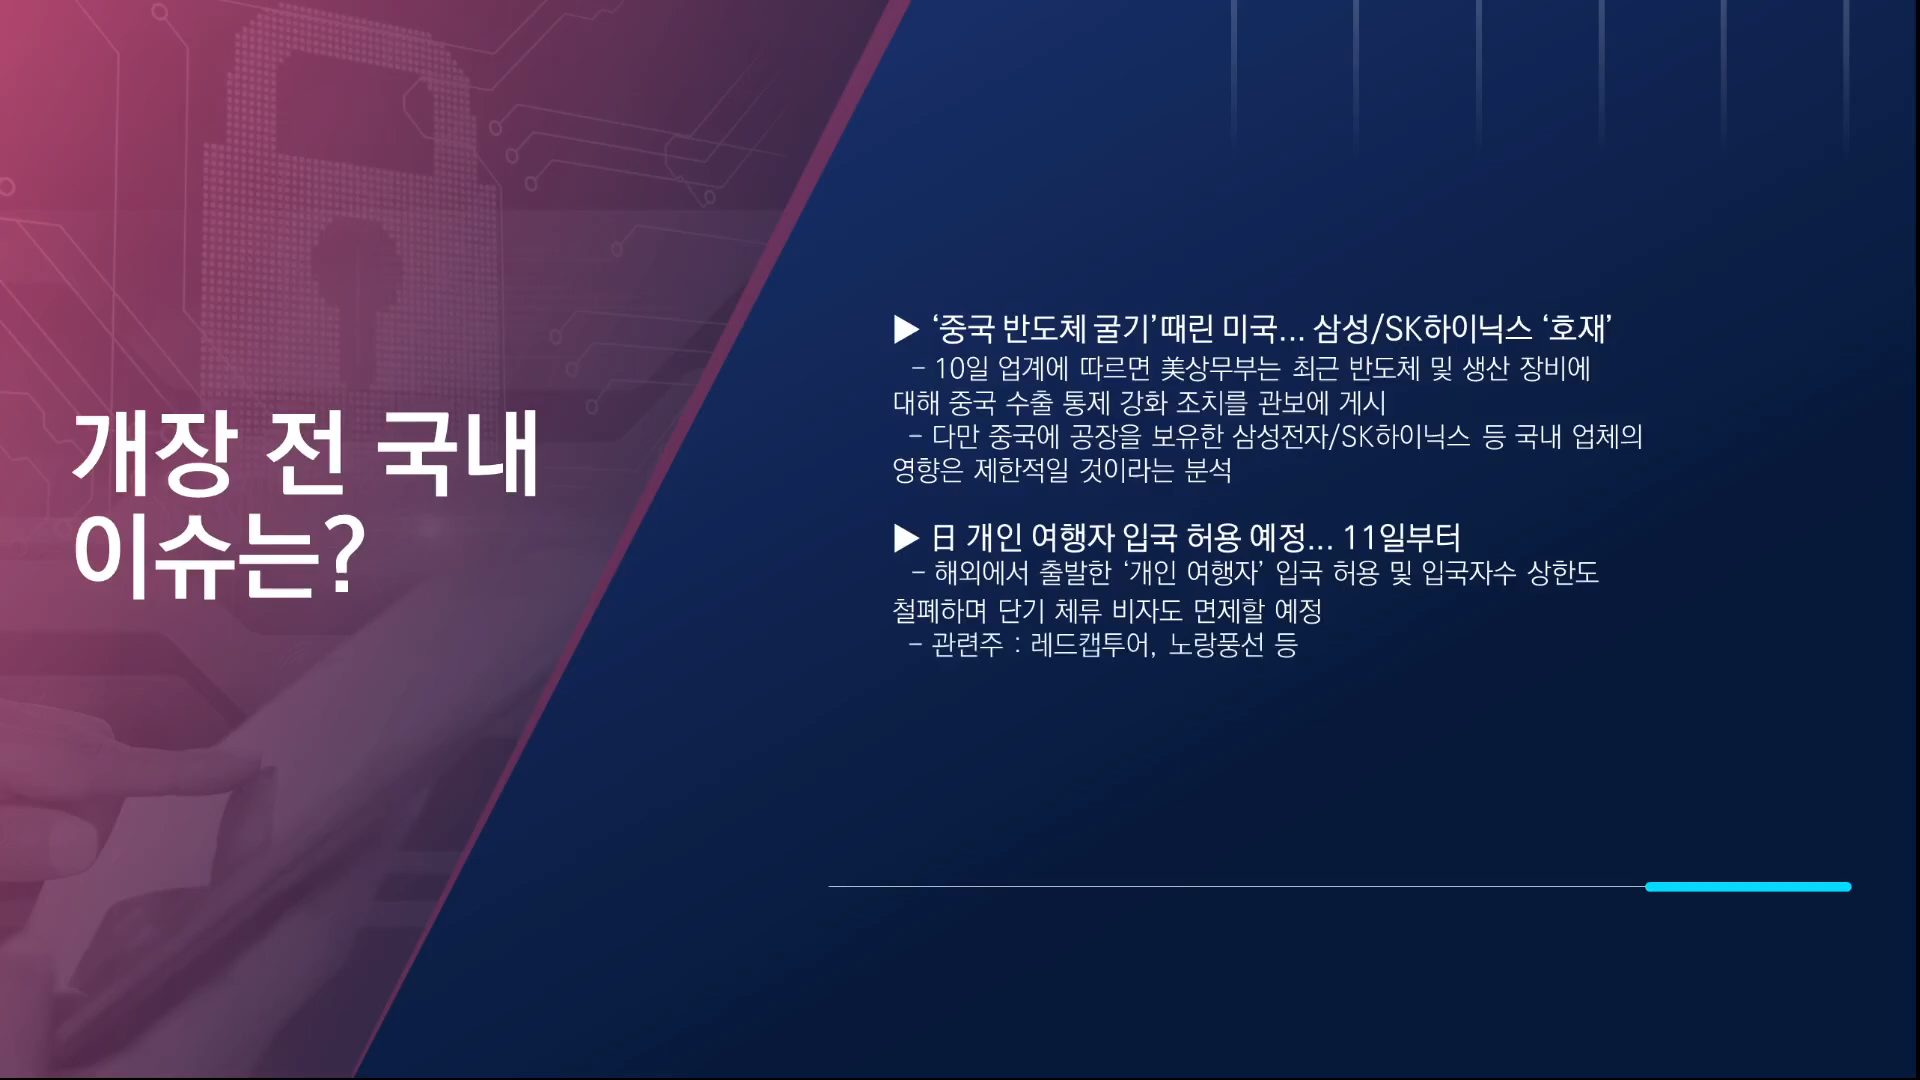 개장 전 국내
이슈는?
▶ ‘중국 반도체 굴기’때린 미국... 삼성/SK하이닉스 ‘호재’
– 10일 업계에 따르면 美상무부는 최근 반도체 및 생산 장비에
대해 중국 수출 통제 강화 조치를 관보에 게시
– 다만 중국에 공장을 보유한 삼성전자/SK하이닉스 등 국내 업체의
영향은 제한적일 것이라는 분석
▶ 日 개인 여행자 입국 허용 예정... 11일부터
– 해외에서 출발한 ‘개인 여행자’ 입국 허용 및 입국자수 상한도
철폐하며 단기 체류 비자도 면제할 예정
– 관련주 : 레드캡투어, 노랑풍선 등